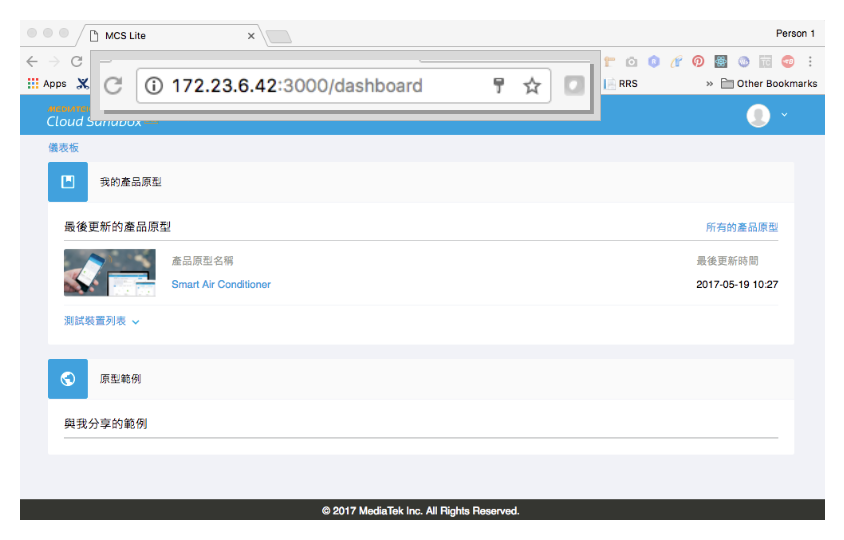 MCS Lite
Person 1
172.23.6.42:3000/dashboard
Apps
RRS
» Other Bookmarks
Cloud Sandbox
儀表板
我的產品原型
最後更新的產品原型
所有的產品原型
產品原型名稱
最後更新時間
Smart Air Conditioner
2017-05-19 10:27
測試裝置列表
原型範例
與我分享的範例
© 2017 MediaTek Inc. All Rights Reserved.